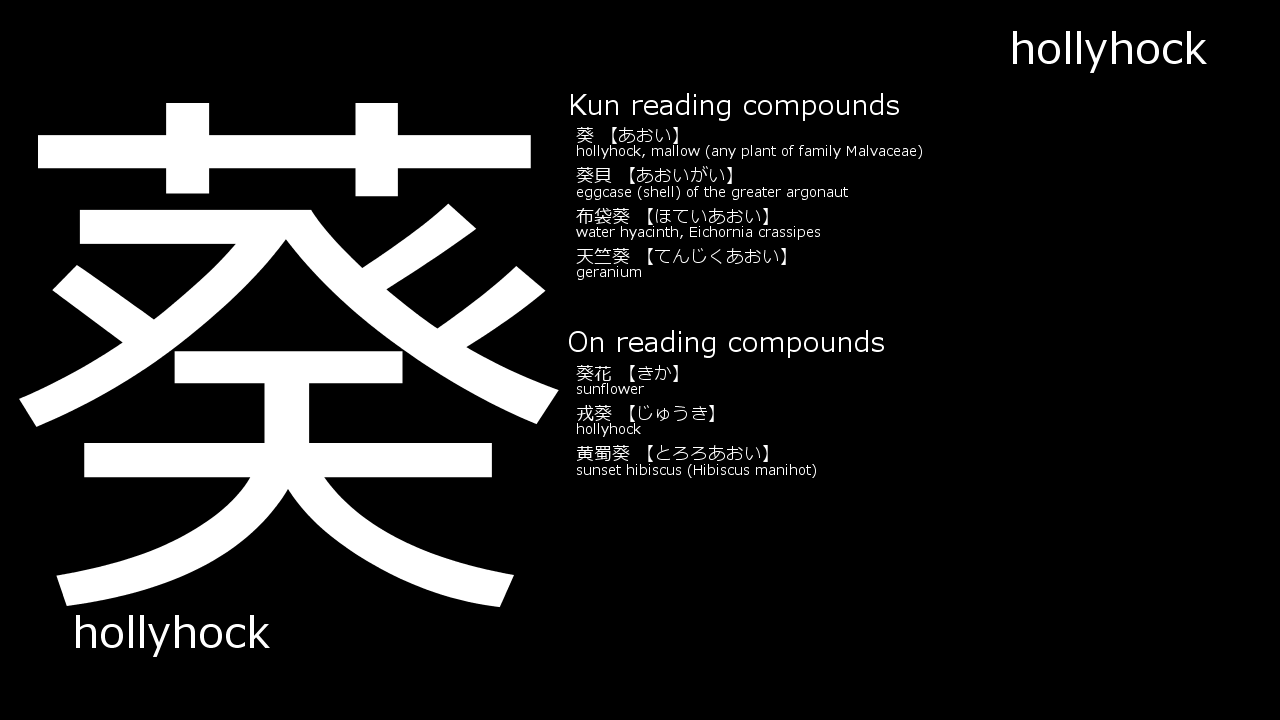 hollyhock
葵
Kun reading compounds
葵 【あおい】
hollyhock, mallow (any plant of family Malvaceae)
葵貝 【あおいがい】
eggcase (shell) of the greater argonaut
布袋葵 【ほていあおい】
water hyacinth, Eichornia crassipes
天竺葵 【てんじくあおい】
geranium
On reading compounds
葵花 【きか】
sunflower
戎葵 【じゅうき】
hollyhock
黄蜀葵 【とろろあおい】
sunset hibiscus (Hibiscus manihot)
hollyhock